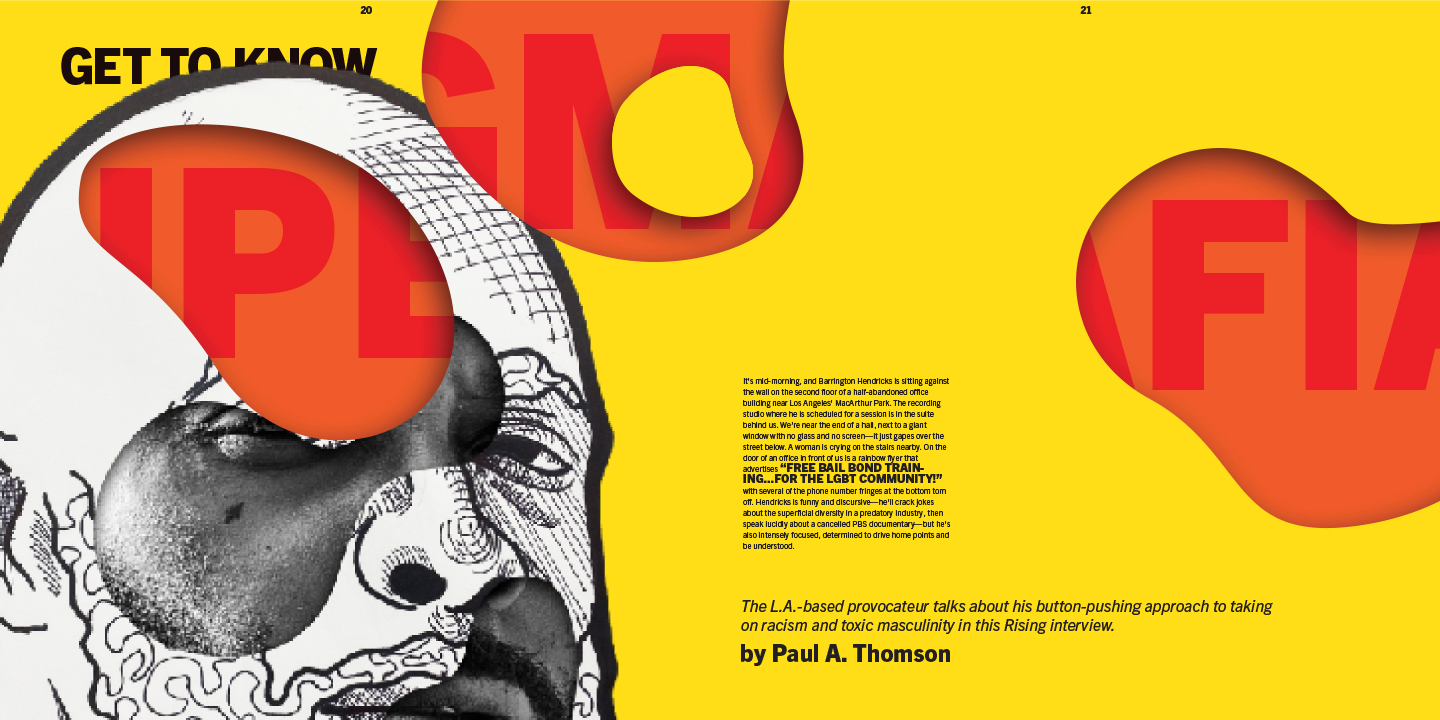 20
21
GET TO KNOW
JPEGMAFIA
It's mid-morning, and Barrington Hendricks is sitting against
the wall on the second floor of a half-abandoned office
building near Los Angeles' MacArthur Park. The recording
studio where he is scheduled for a session is in the suite
behind us. We're near the end of a hall, next to a giant
window with no glass and no screen—it just gapes over the
street below. A woman is crying on the stairs nearby. On the
door of an office in front of us is a rainbow flyer that
advertises “FREE BAIL BOND TRAIN-
ING...FOR THE LGBT COMMUNITY!”
with several of the phone number fringes at the bottom torn
off. Hendricks is funny and discursive—he'll crack jokes
about the superficial diversity in a predatory industry, then
speak lucidly about a cancelled PBS documentary—but he's
also intensely focused, determined to drive home points and
be understood.
The L.A.-based provocateur talks about his button-pushing approach to taking
on racism and toxic masculinity in this Rising interview.
by Paul A. Thomson